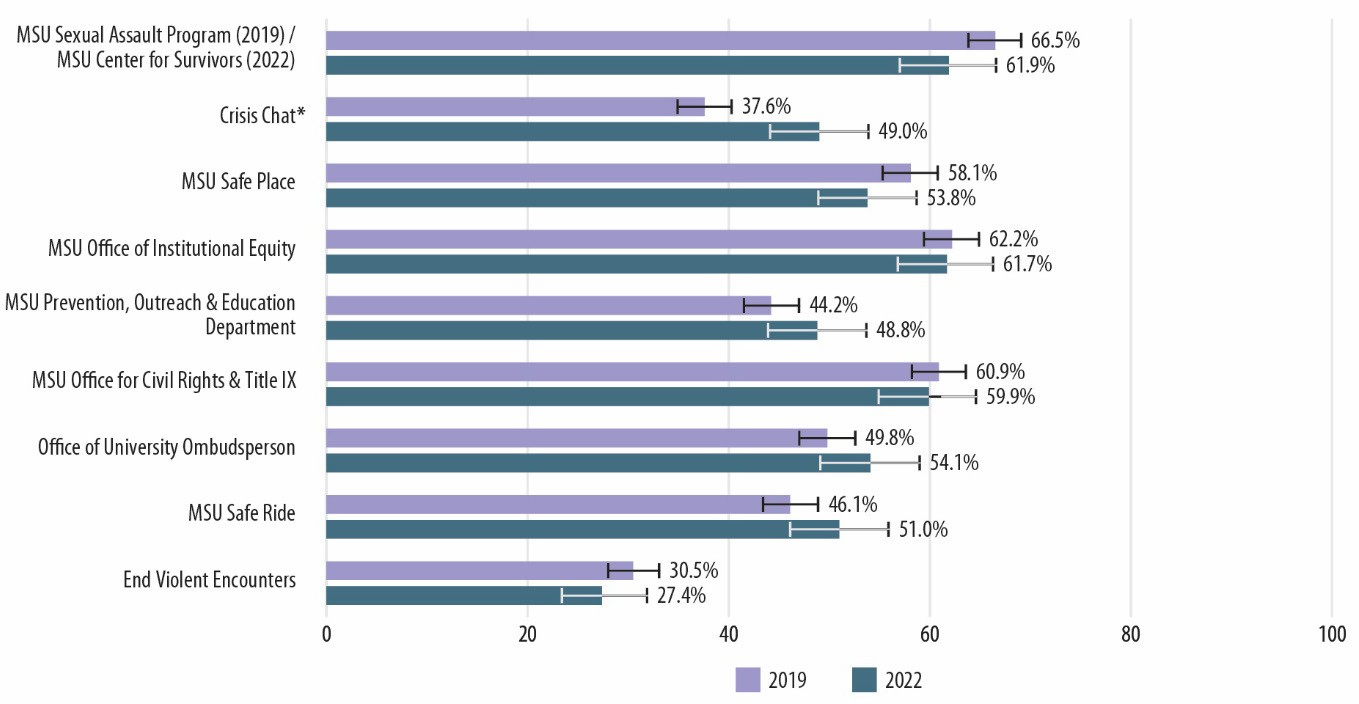 MSU Sexual Assault Program (2019) /
MSU Center for Survivors (2022)
66.5%
61.9%
Crisis Chat*
37.6%
49.0%
MSU Safe Place
58.1%
53.8%
MSU Office of Institutional Equity
62.2%
61.7%
MSU Prevention, Outreach & Education
Department
44.2%
48.8%
MSU Office for Civil Rights & Title IX
60.9%
59.9%
Office of University Ombudsperson
49.8%
54.1%
MSU Safe Ride
46.1%
51.0%
End Violent Encounters
30.5%
27.4%
0 20 40 60 80 100
2019 2022